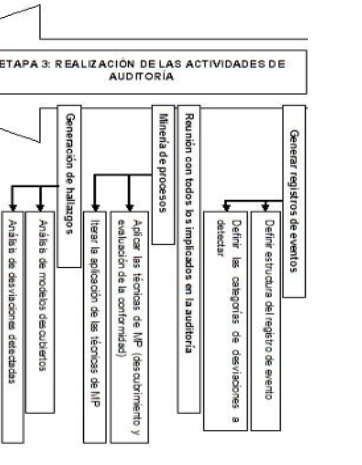 ETAPA 3: REALIZACIÓN DE LAS ACTIVIDADES DE
AUDITORÍA
Generar registros de eventos
Definir estructura del registro de evento
Definir las categorías de desviaciones a
detectar
Reunión con todos los implicados en la auditoría
Minería de procesos
Aplicar las técnicas de MP (descubrimiento y
evaluación de la conformidad)
Iterar la aplicación de las técnicas de MP
Generación de hallazgos
Análisis de modelos descubiertos
Análisis de desviaciones detectadas